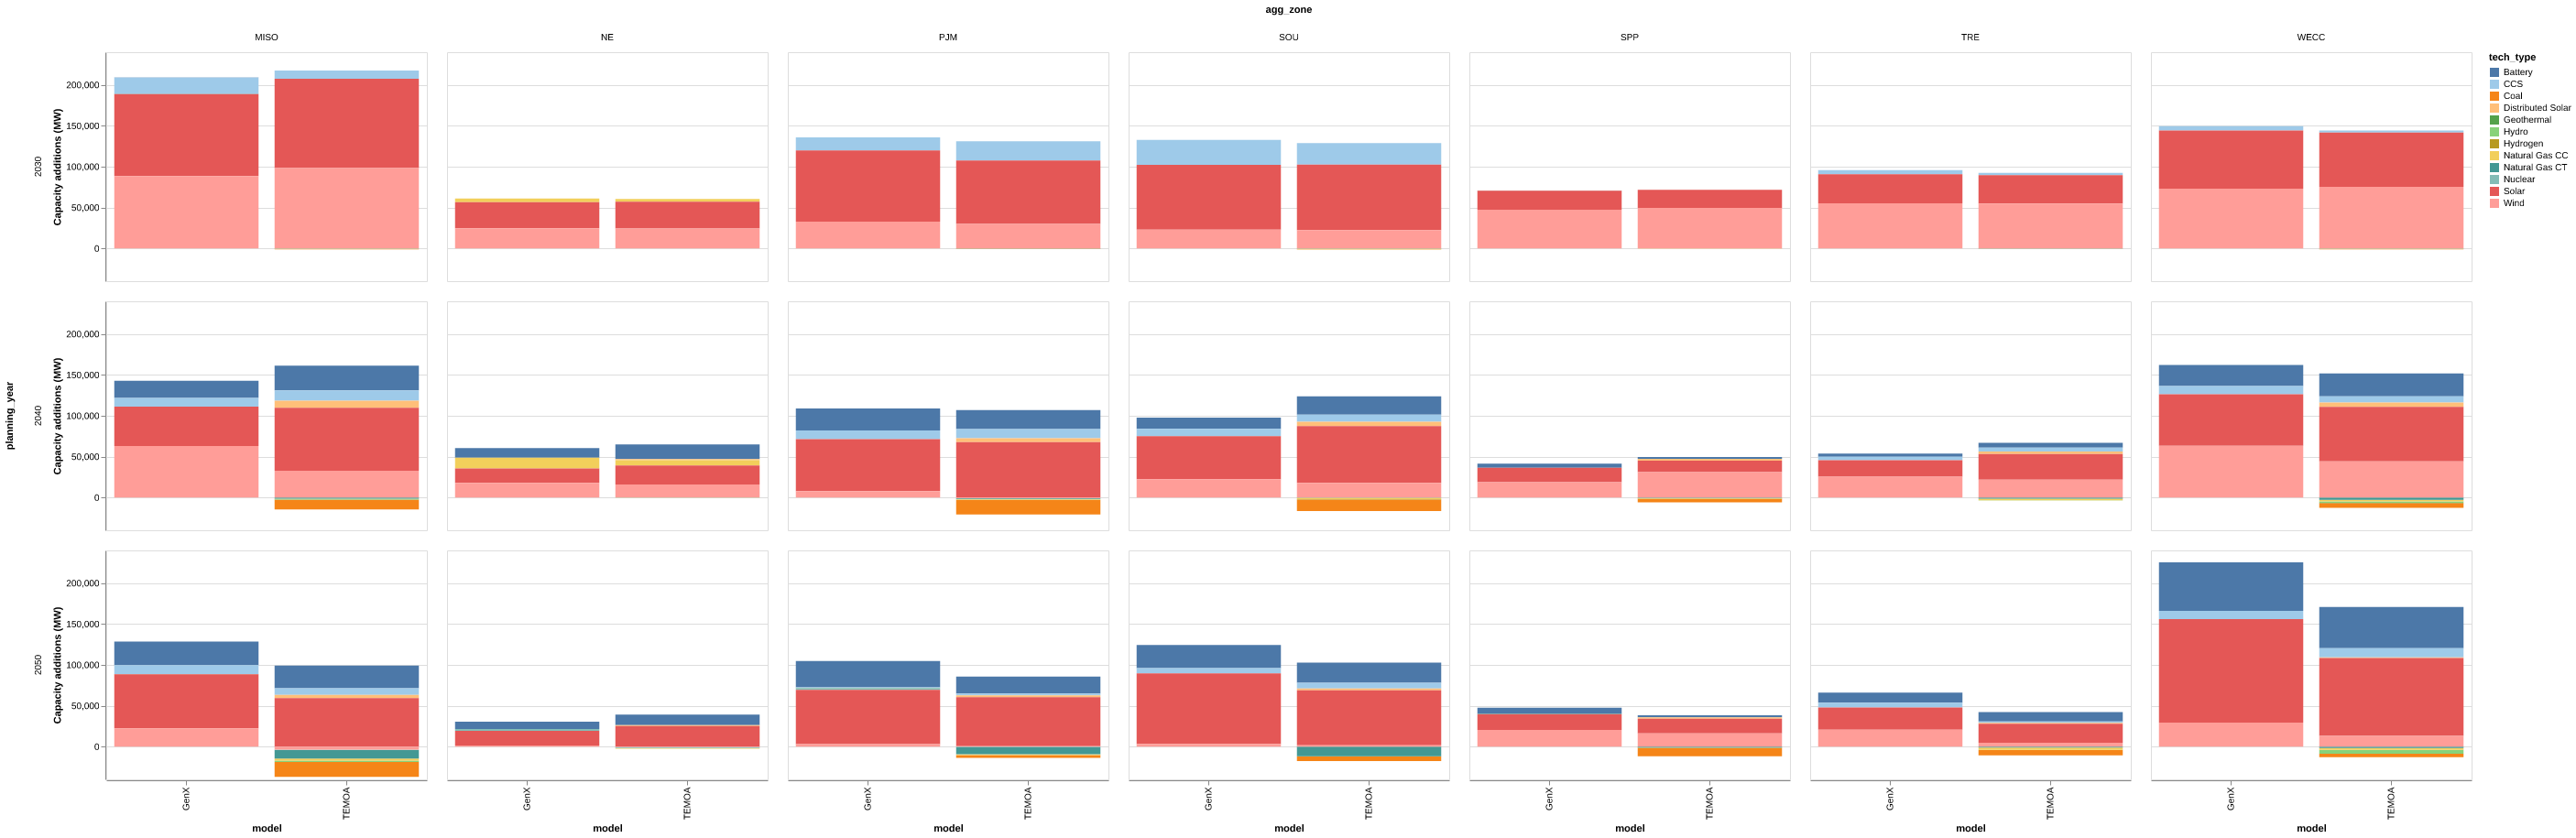 agg_zone
MISO NE PJM SOU SPP TRE WECC
tech_type
Battery
CCS
Coal
Distributed Solar
Geothermal
Hydro
Hydrogen
Natural Gas CC
Natural Gas CT
Nuclear
Solar
Wind
planning_year
2030
Capacity additions (MW)
200,000
150,000
100,000
50,000
0
2040
Capacity additions (MW)
200,000
150,000
100,000
50,000
0
2050
Capacity additions (MW)
200,000
150,000
100,000
50,000
0
GenX TEMOA GenX TEMOA GenX TEMOA GenX TEMOA GenX TEMOA GenX TEMOA GenX TEMOA
model model model model model model model